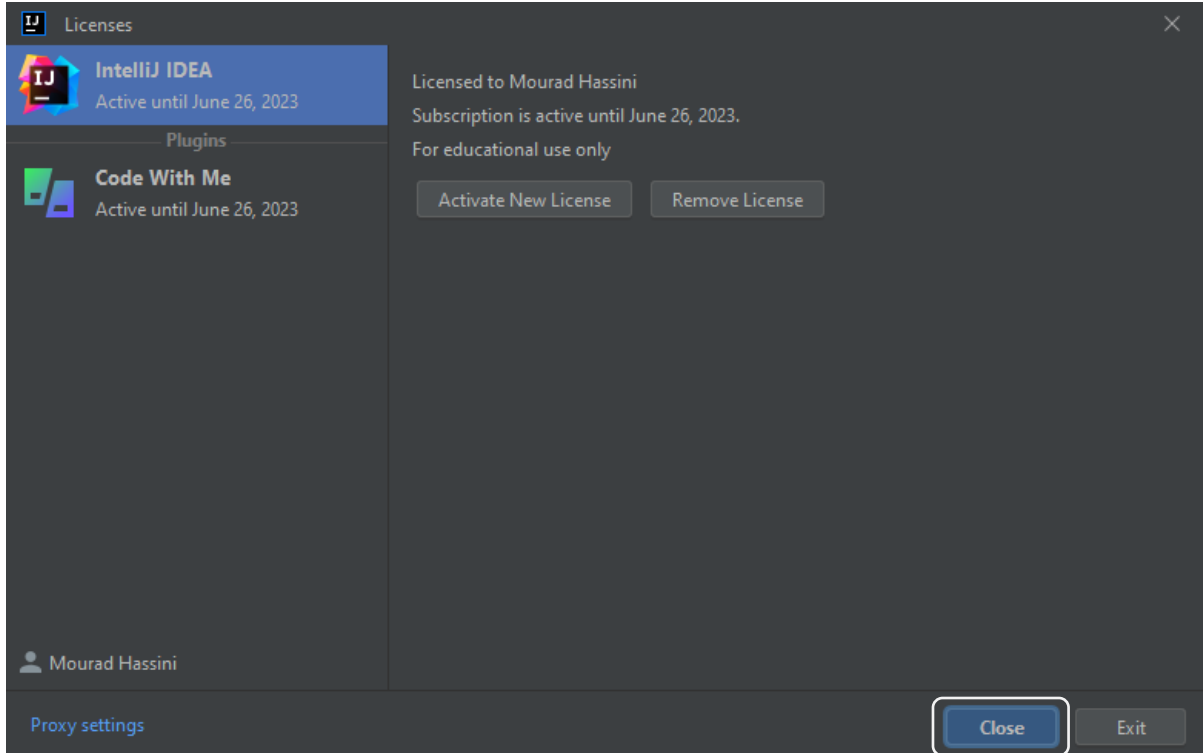 IJ Licenses
IJ
IntelliJ IDEA
Active until June 26, 2023
Plugins
Code With Me
Active until June 26, 2023
Licensed to Mourad Hassini
Subscription is active until June 26, 2023.
For educational use only
Activate New License Remove License
Mourad Hassini
Proxy settings
Close Exit